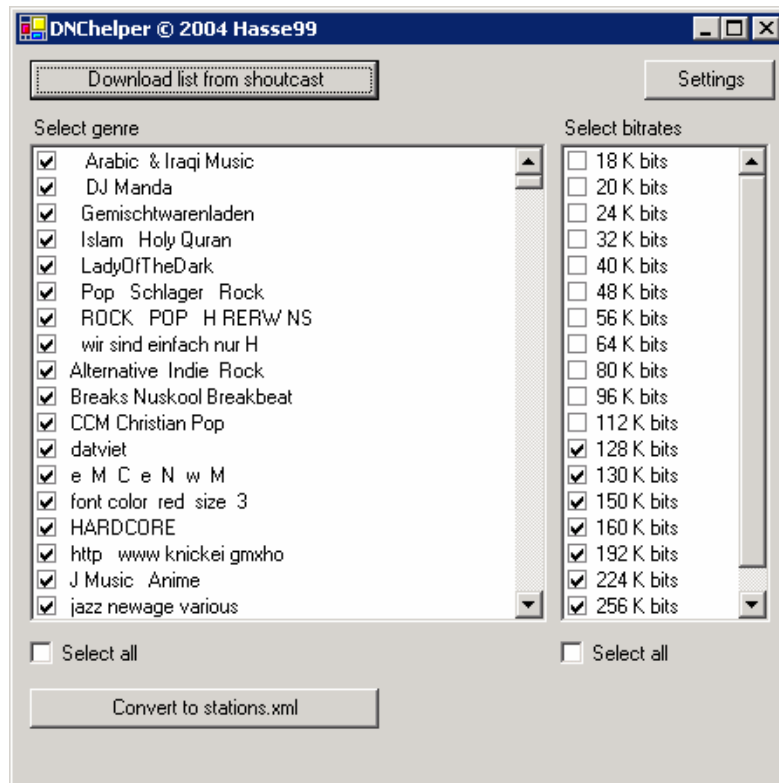 DNChelper © 2004 Hasse99
Download list from shoutcast
Settings
Select genre
Arabic & Iraqi Music
DJ Manda
Gemischtwarenladen
Islam Holy Quran
LadyOfTheDark
Pop Schlager Rock
ROCK POP H RERW NS
wir sind einfach nur H
Alternative Indie Rock
Breaks Nuskool Breakbeat
CCM Christian Pop
datviet
e M C e N w M
font color red size 3
HARDCORE
http www knickei gmxho
J Music Anime
jazz newage various
Select all
Select bitrates
18 K bits
20 K bits
24 K bits
32 K bits
40 K bits
48 K bits
56 K bits
64 K bits
80 K bits
96 K bits
112 K bits
128 K bits
130 K bits
150 K bits
160 K bits
192 K bits
224 K bits
256 K bits
Select all
Convert to stations.xml